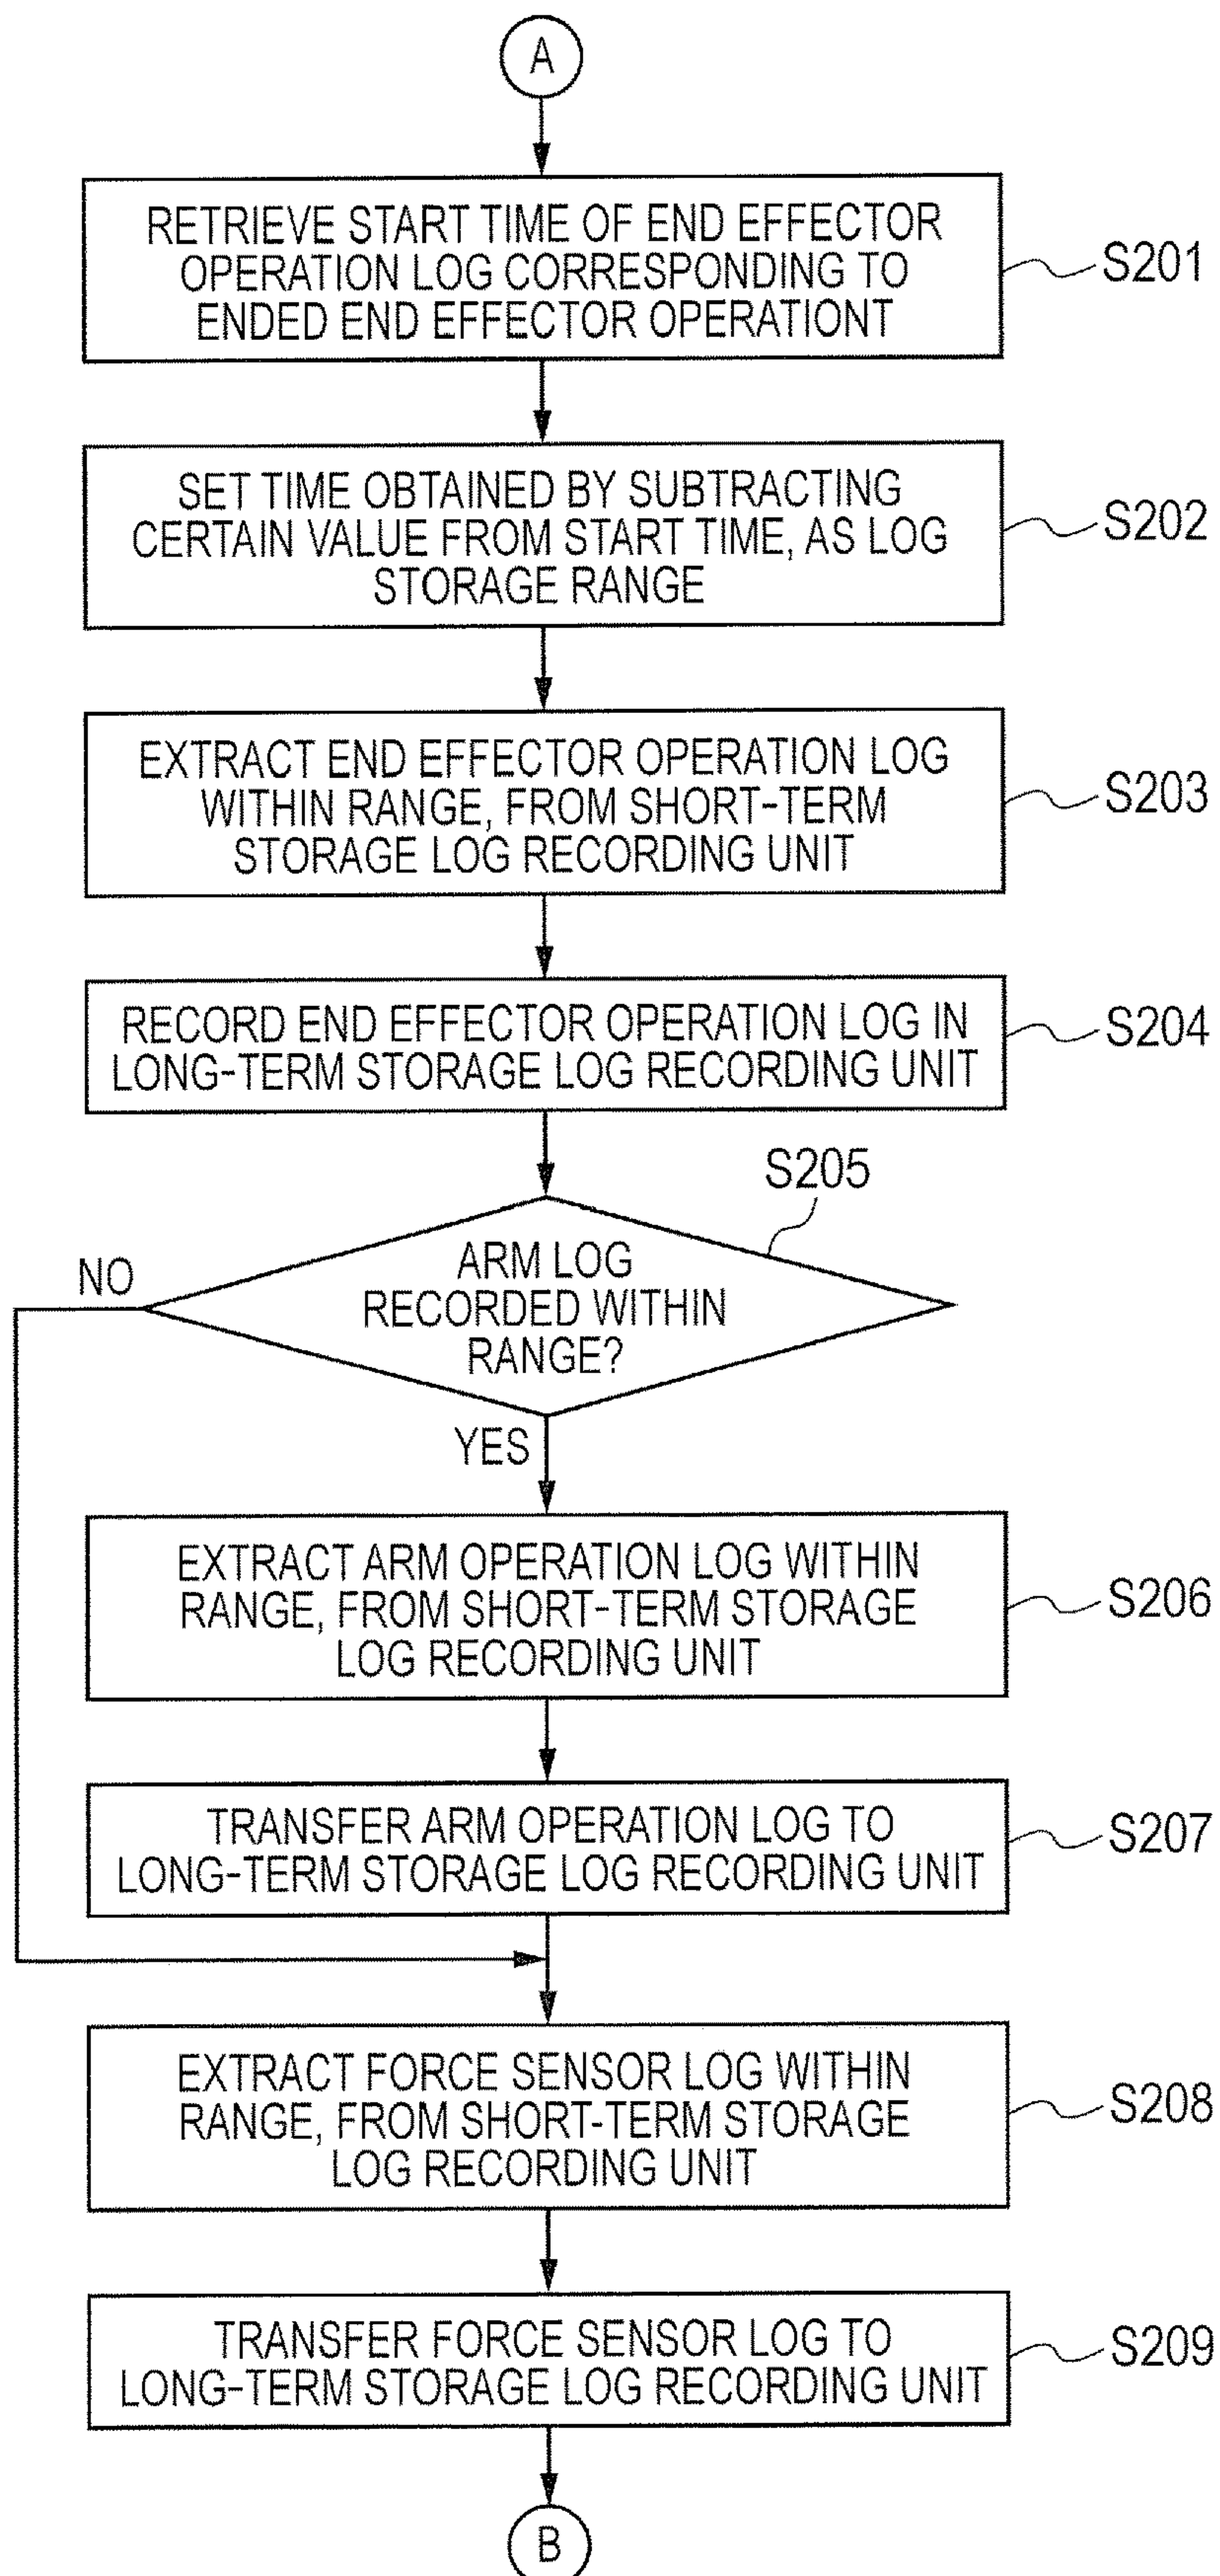 A
RETRIEVE START TIME OF END EFFECTOR
OPERATION LOG CORRESPONDING TO
ENDED END EFFECTOR OPERATIONT
S201
SET TIME OBTAINED BY SUBTRACTING
CERTAIN VALUE FROM START TIME, AS LOG
STORAGE RANGE
S202
EXTRACT END EFFECTOR OPERATION LOG
WITHIN RANGE, FROM SHORT-TERM
STORAGE LOG RECORDING UNIT
S203
RECORD END EFFECTOR OPERATION LOG IN
LONG-TERM STORAGE LOG RECORDING UNIT
S204
S205
ARM LOG
RECORDED WITHIN
RANGE?
NO
YES
EXTRACT ARM OPERATION LOG WITHIN
RANGE, FROM SHORT-TERM STORAGE
LOG RECORDING UNIT
S206
TRANSFER ARM OPERATION LOG TO
LONG-TERM STORAGE LOG RECORDING UNIT
S207
EXTRACT FORCE SENSOR LOG WITHIN
RANGE, FROM SHORT-TERM STORAGE
LOG RECORDING UNIT
S208
TRANSFER FORCE SENSOR LOG TO
LONG-TERM STORAGE LOG RECORDING UNIT
S209
B